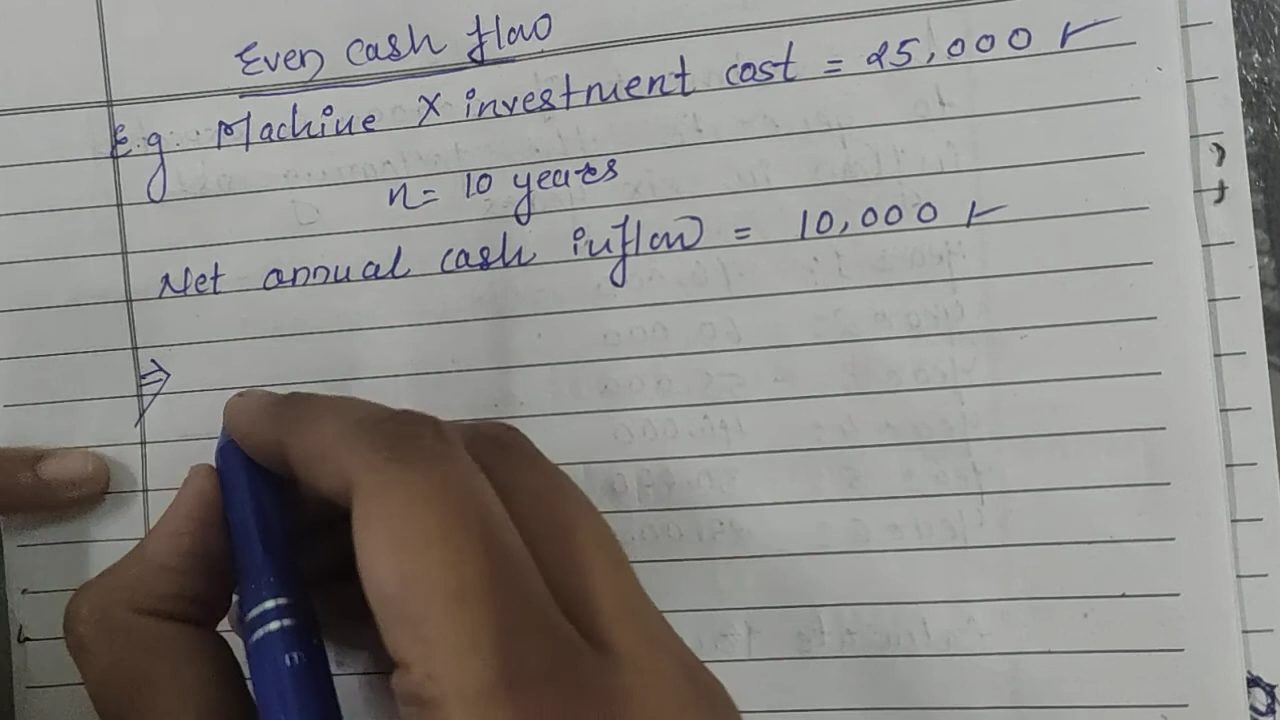 Even cash flow
E.g. Machine X investment cost = 25,000 /-
n = 10 years
Net annual cash inflow = 10,000 /-
⇒